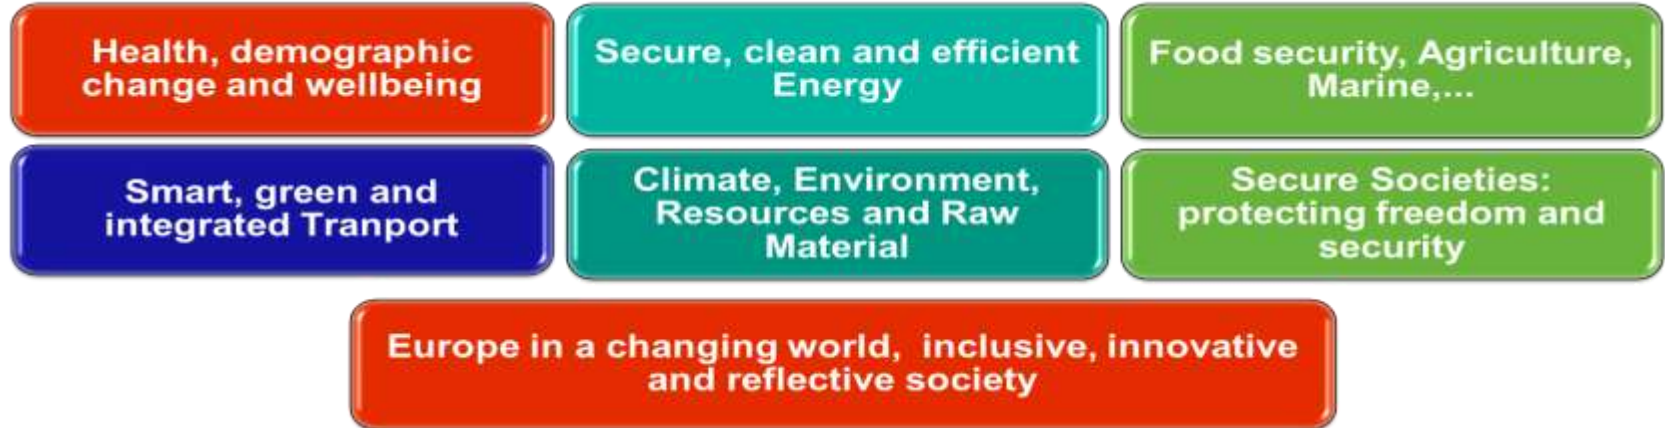 Health, demographic
change and wellbeing
Secure, clean and efficient
Energy
Food security, Agriculture,
Marine,...
Smart, green and
integrated Tranport
Climate, Environment,
Resources and Raw
Material
Secure Societies:
protecting freedom and
security
Europe in a changing world,  inclusive, innovative
and reflective society